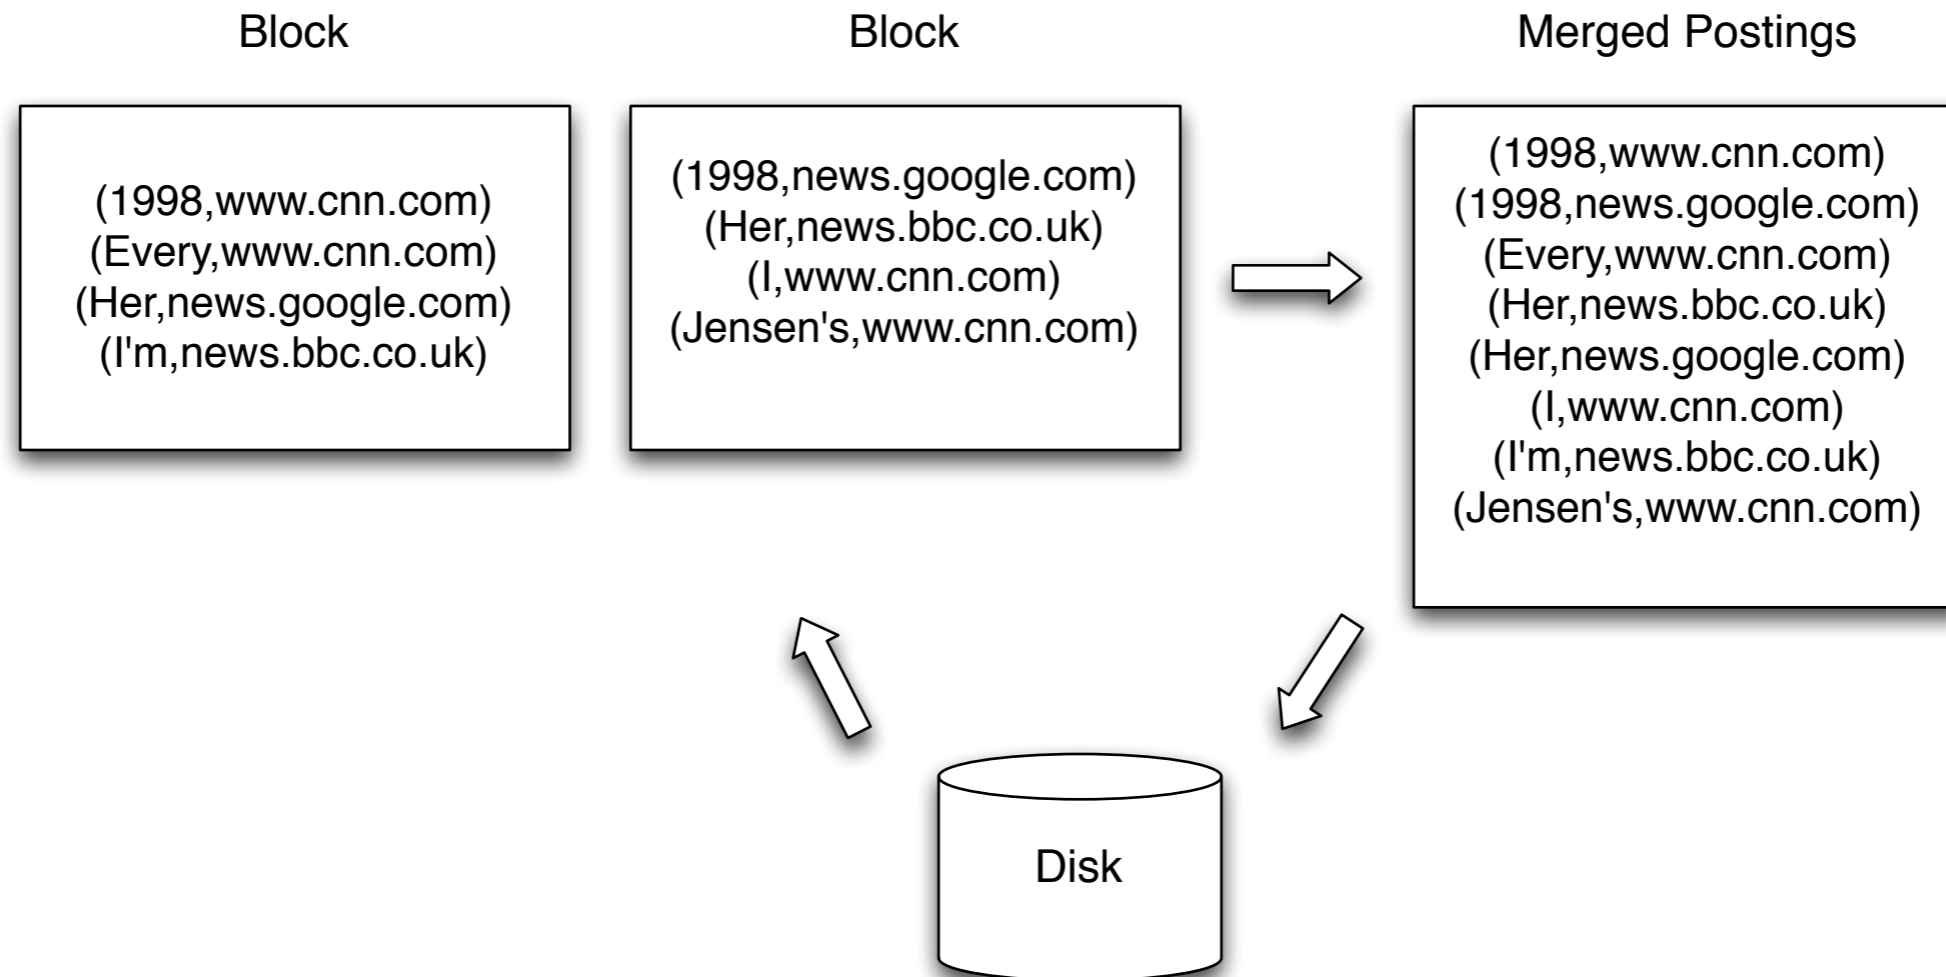 Block
(1998,www.cnn.com)
(Every,www.cnn.com)
(Her,news.google.com)
(I'm,news.bbc.co.uk)
Block
(1998,news.google.com)
(Her,news.bbc.co.uk)
(I,www.cnn.com)
(Jensen's,www.cnn.com)
Merged Postings
(1998,www.cnn.com)
(1998,news.google.com)
(Every,www.cnn.com)
(Her,news.bbc.co.uk)
(Her,news.google.com)
(I,www.cnn.com)
(I'm,news.bbc.co.uk)
(Jensen's,www.cnn.com)
Disk